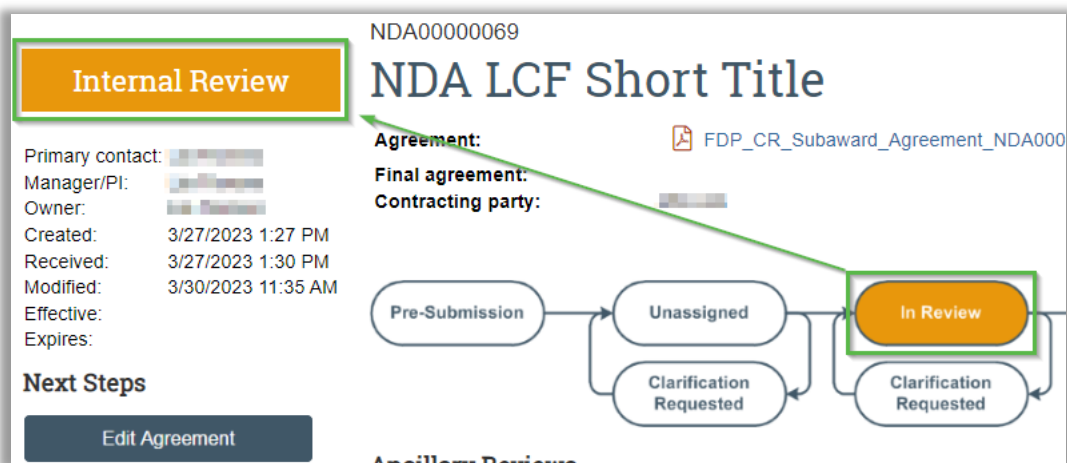 NDA00000069
Internal Review
NDA LCF Short Title
Agreement: FDP_CR_Subaward_Agreement_NDA000
Final agreement:
Contracting party:
Primary contact:
Manager/PI:
Owner:
Created: 3/27/2023 1:27 PM
Received: 3/27/2023 1:30 PM
Modified: 3/30/2023 11:35 AM
Effective:
Expires:
Pre-Submission
Unassigned
In Review
Clarification
Requested
Clarification
Requested
Next Steps
Edit Agreement
Ancillary Reviews